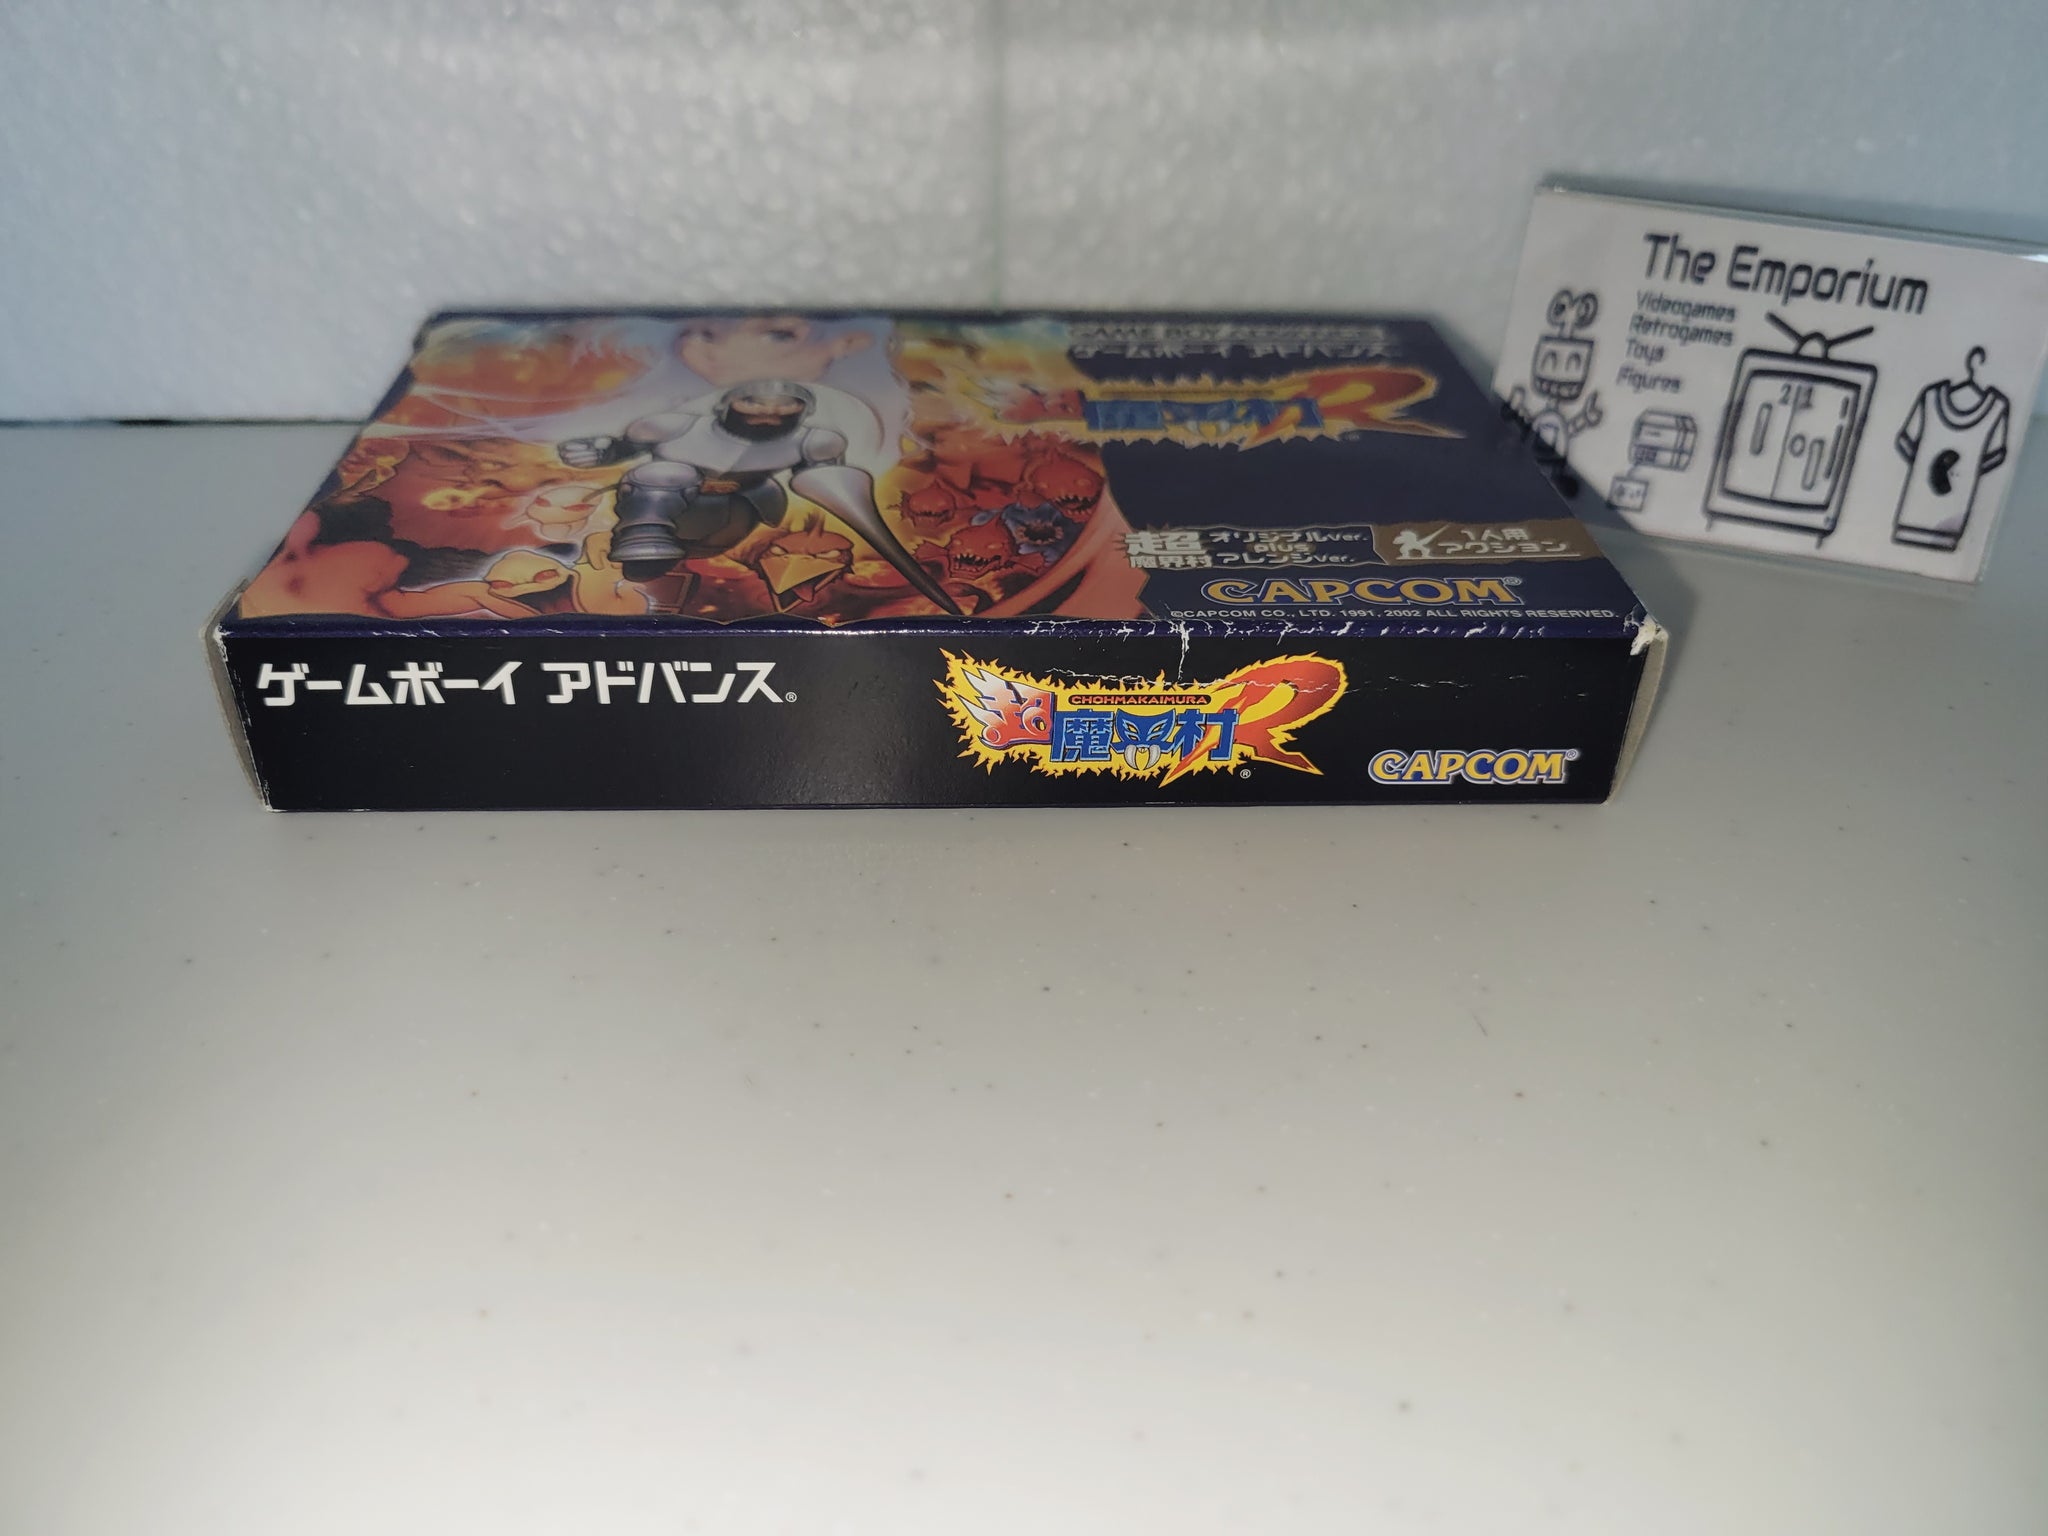 The Emporium
Videogames
Retrogames
Toys
Figures
21
GAME BOY ADVANCE
ゲームボーイ アドバンス
超魔界村R
超魔界村
オリジナルver.
plus
アレンジver.
1人用
アクション
CAPCOM®
©CAPCOM CO., LTD. 1991, 2002 ALL RIGHTS RESERVED.
ゲームボーイ アドバンス®
CHOHMAKAIMURA
超魔界村R®
CAPCOM®